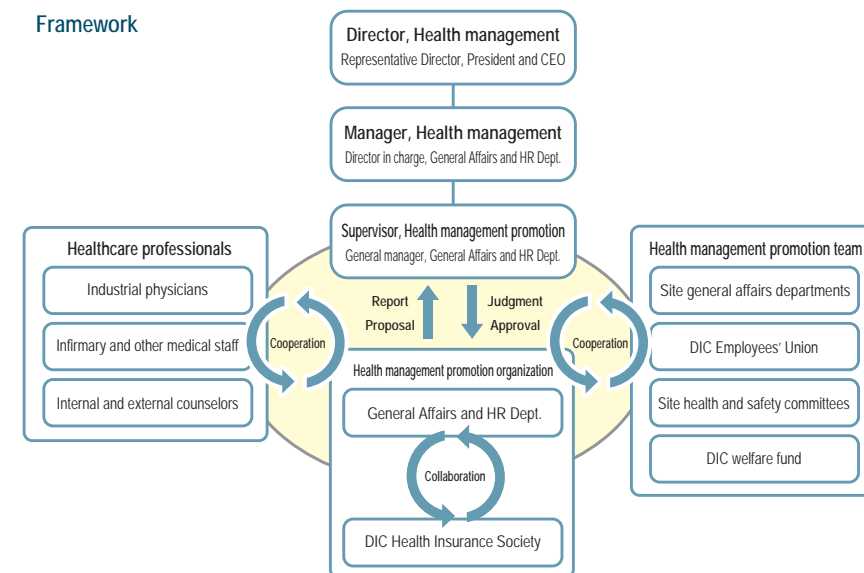 Framework
Director, Health management
Representative Director, President and CEO
Manager, Health management
Director in charge, General Affairs and HR Dept.
Supervisor, Health management promotion
General manager, General Affairs and HR Dept.
Healthcare professionals
Industrial physicians
Infirmary and other medical staff
Internal and external counselors
Cooperation
Report
Proposal
Judgment
Approval
Cooperation
Health management promotion organization
General Affairs and HR Dept.
Collaboration
DIC Health Insurance Society
Health management promotion team
Site general affairs departments
DIC Employees’ Union
Site health and safety committees
DIC welfare fund